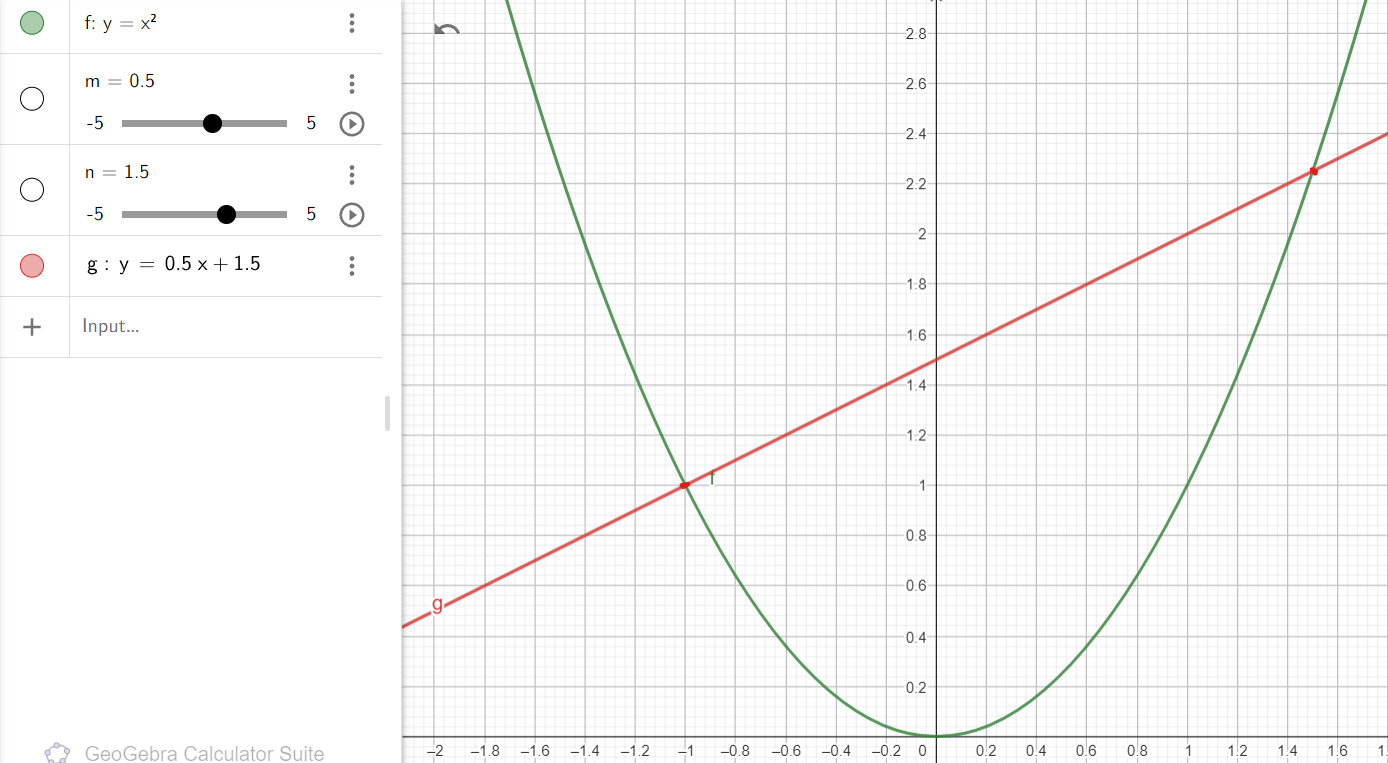 f: y = x²
m = 0.5
-5 5
n = 1.5
-5 5
g : y = 0.5 x + 1.5
+ Input...
GeoGebra Calculator Suite
2.8
2.6
2.4
2.2
2
1.8
1.6
1.4
1.2
1
0.8
0.6
0.4
0.2
f
g
–2 –1.8 –1.6 –1.4 –1.2 –1 –0.8 –0.6 –0.4 –0.2 0 0.2 0.4 0.6 0.8 1 1.2 1.4 1.6